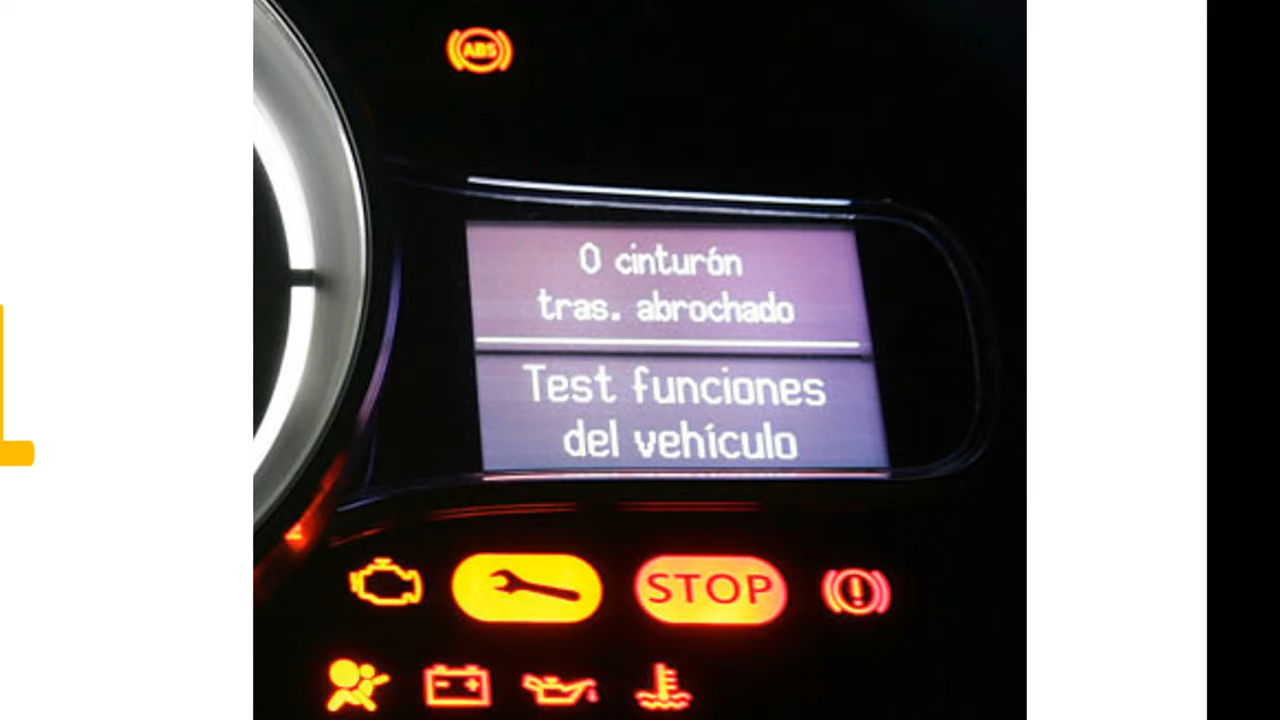 ABS
0 cinturón
tras. abrochado
Test funciones
del vehículo
STOP